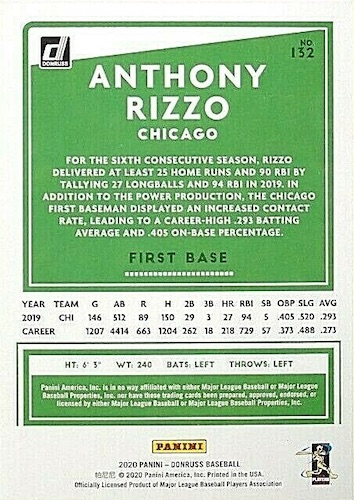 DONRUSS
NO.
132
ANTHONY
RIZZO
CHICAGO
FOR THE SIXTH CONSECUTIVE SEASON, RIZZO
DELIVERED AT LEAST 25 HOME RUNS AND 90 RBI BY
TALLYING 27 LONGBALLS AND 94 RBI IN 2019. IN
ADDITION TO THE POWER PRODUCTION, THE CHICAGO
FIRST BASEMAN DISPLAYED AN INCREASED CONTACT
RATE, LEADING TO A CAREER-HIGH .293 BATTING
AVERAGE AND .405 ON-BASE PERCENTAGE.
FIRST BASE
YEAR TEAM G AB R H 2B 3B HR RBI SB OBP SLG AVG
2019 CHI 146 512 89 150 29 3 27 94 5 .405 .520 .293
CAREER 1207 4414 663 1204 262 18 218 729 57 .373 .488 .273
HT: 6' 3" WT: 240 BATS: LEFT THROWS: LEFT
Panini America, Inc. is in no way affiliated with either Major League Baseball or Major League
Baseball Properties, Inc. nor have these trading cards been prepared, approved, endorsed, or
licensed by either Major League Baseball or Major League Baseball Properties, Inc.
PANINI
2020 PANINI – DONRUSS BASEBALL
帕尼尼 © 2020 Panini America, Inc. Printed in the USA.
Officially Licensed Product of Major League Baseball Players Association
PLAYERS